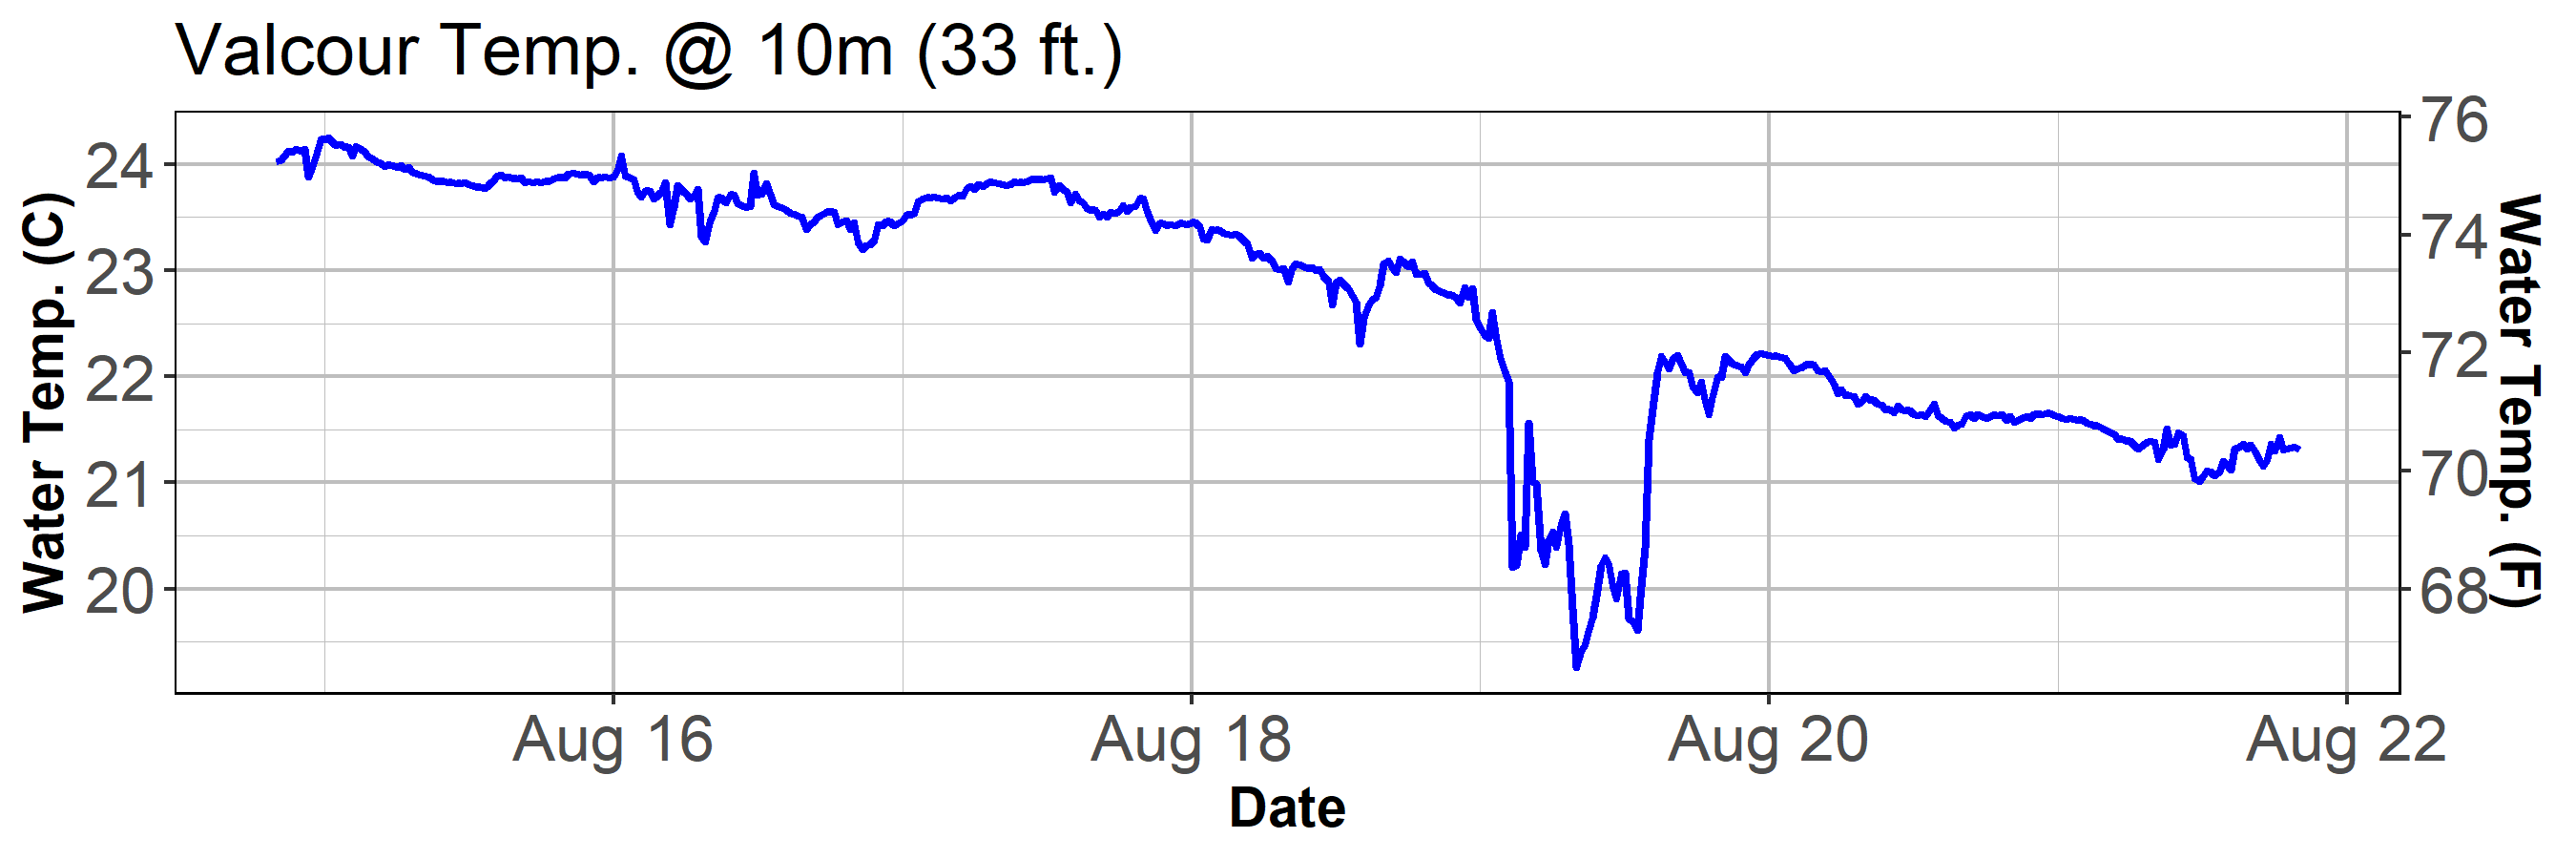 Valcour Temp. @ 10m (33 ft.)
Water Temp. (C)
24
23
22
21
20
76
74
72
70
68
Water Temp. (F)
Aug 16 Aug 18 Aug 20 Aug 22
Date